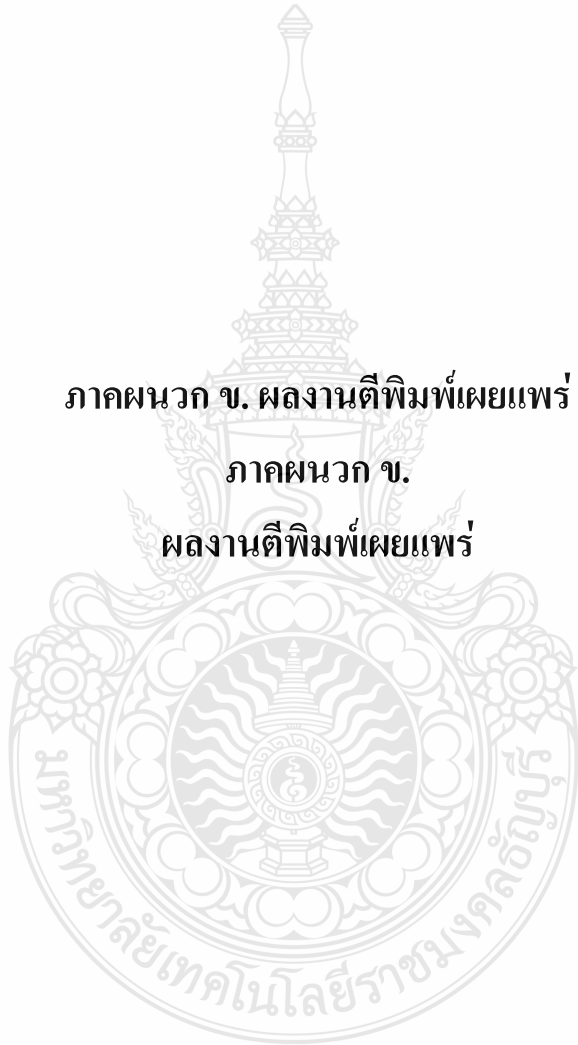 ภาคผนวก ข. ผลงานตีพิมพ์เผยแพร่
ภาคผนวก ข.
ผลงานตีพิมพ์เผยแพร่
มหาวิทยาลัยเทคโนโลยีราชมงคลธัญบุรี